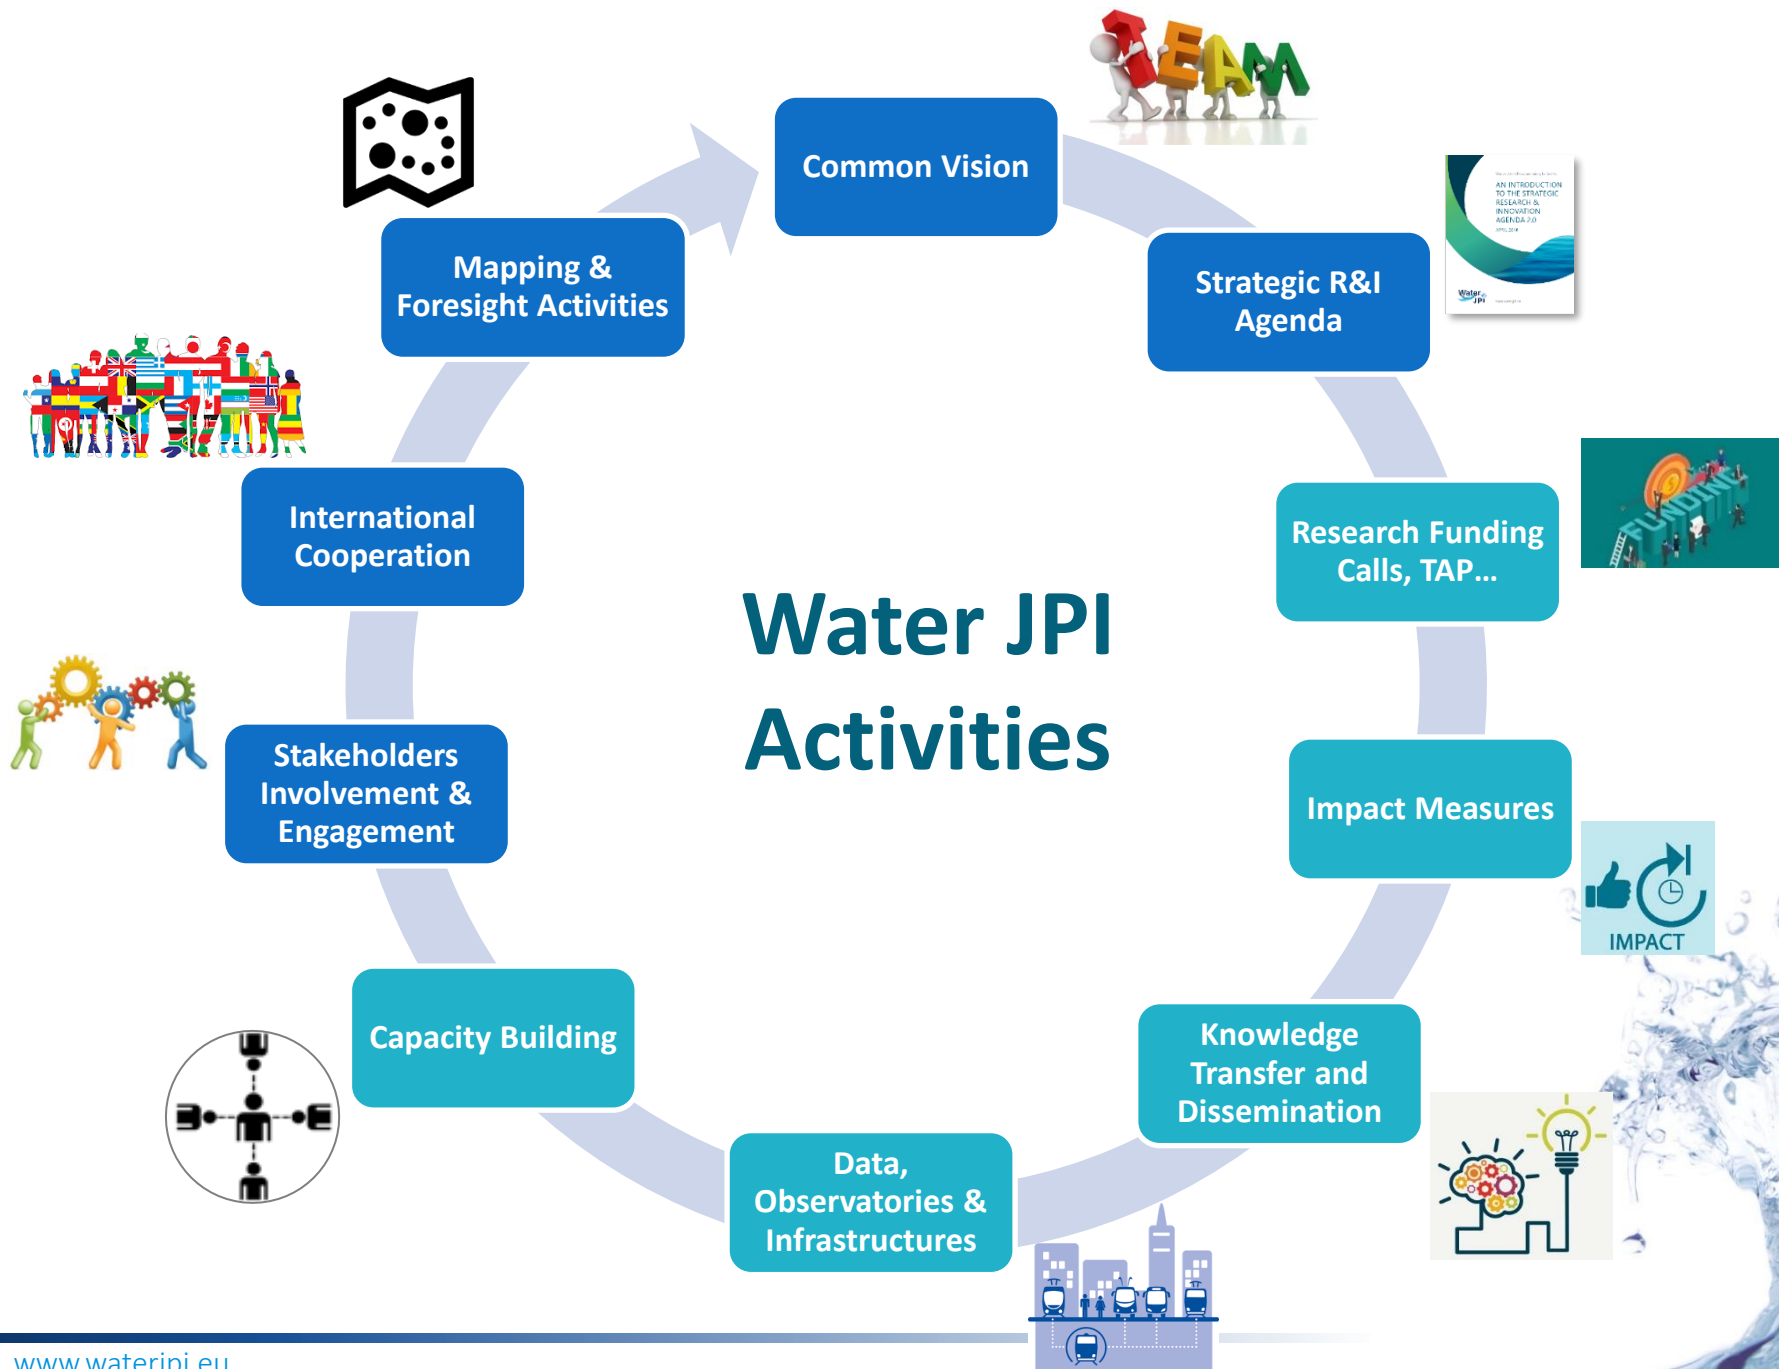 TEAM
Common Vision
AN INTRODUCTION
TO THE STRATEGIC
RESEARCH &
INNOVATION
AGENDA 2.0
Water
JPI
Strategic R&I
Agenda
Mapping &
Foresight Activities
International
Cooperation
Research Funding
Calls, TAP...
FUNDING
Water JPI
Activities
Stakeholders
Involvement &
Engagement
Impact Measures
IMPACT
Capacity Building
Knowledge
Transfer and
Dissemination
Data,
Observatories &
Infrastructures
www.waterjpi.eu